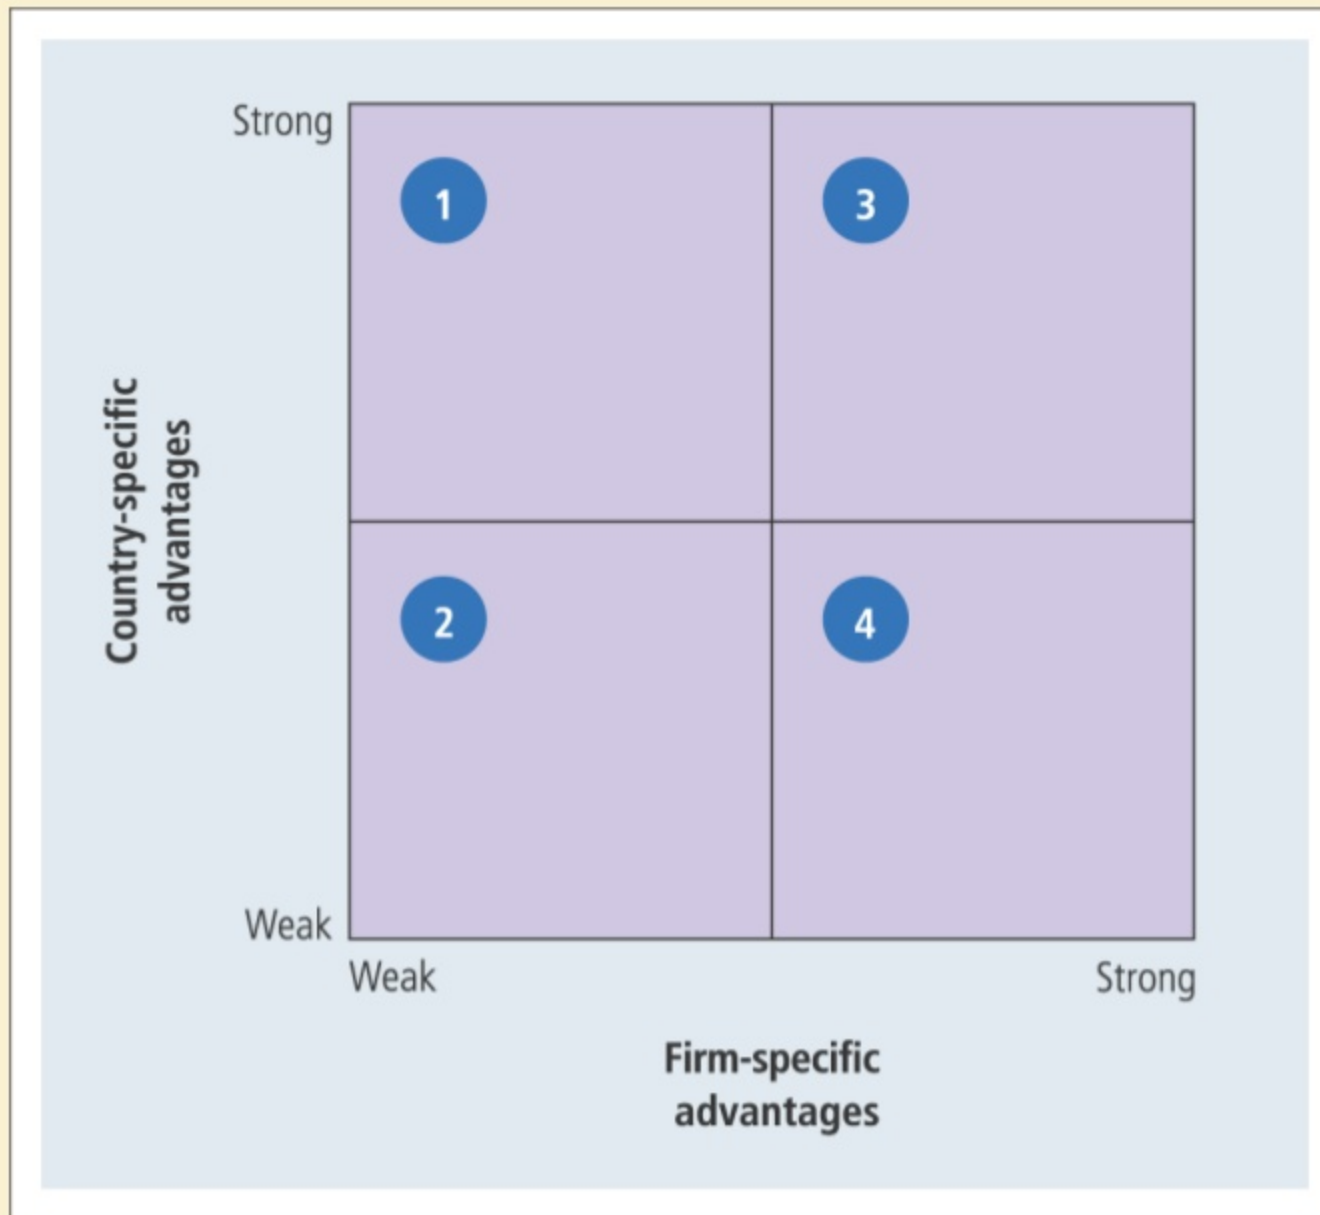 Strong
1
3
Country-specific
advantages
2
4
Weak
Weak
Strong
Firm-specific
advantages